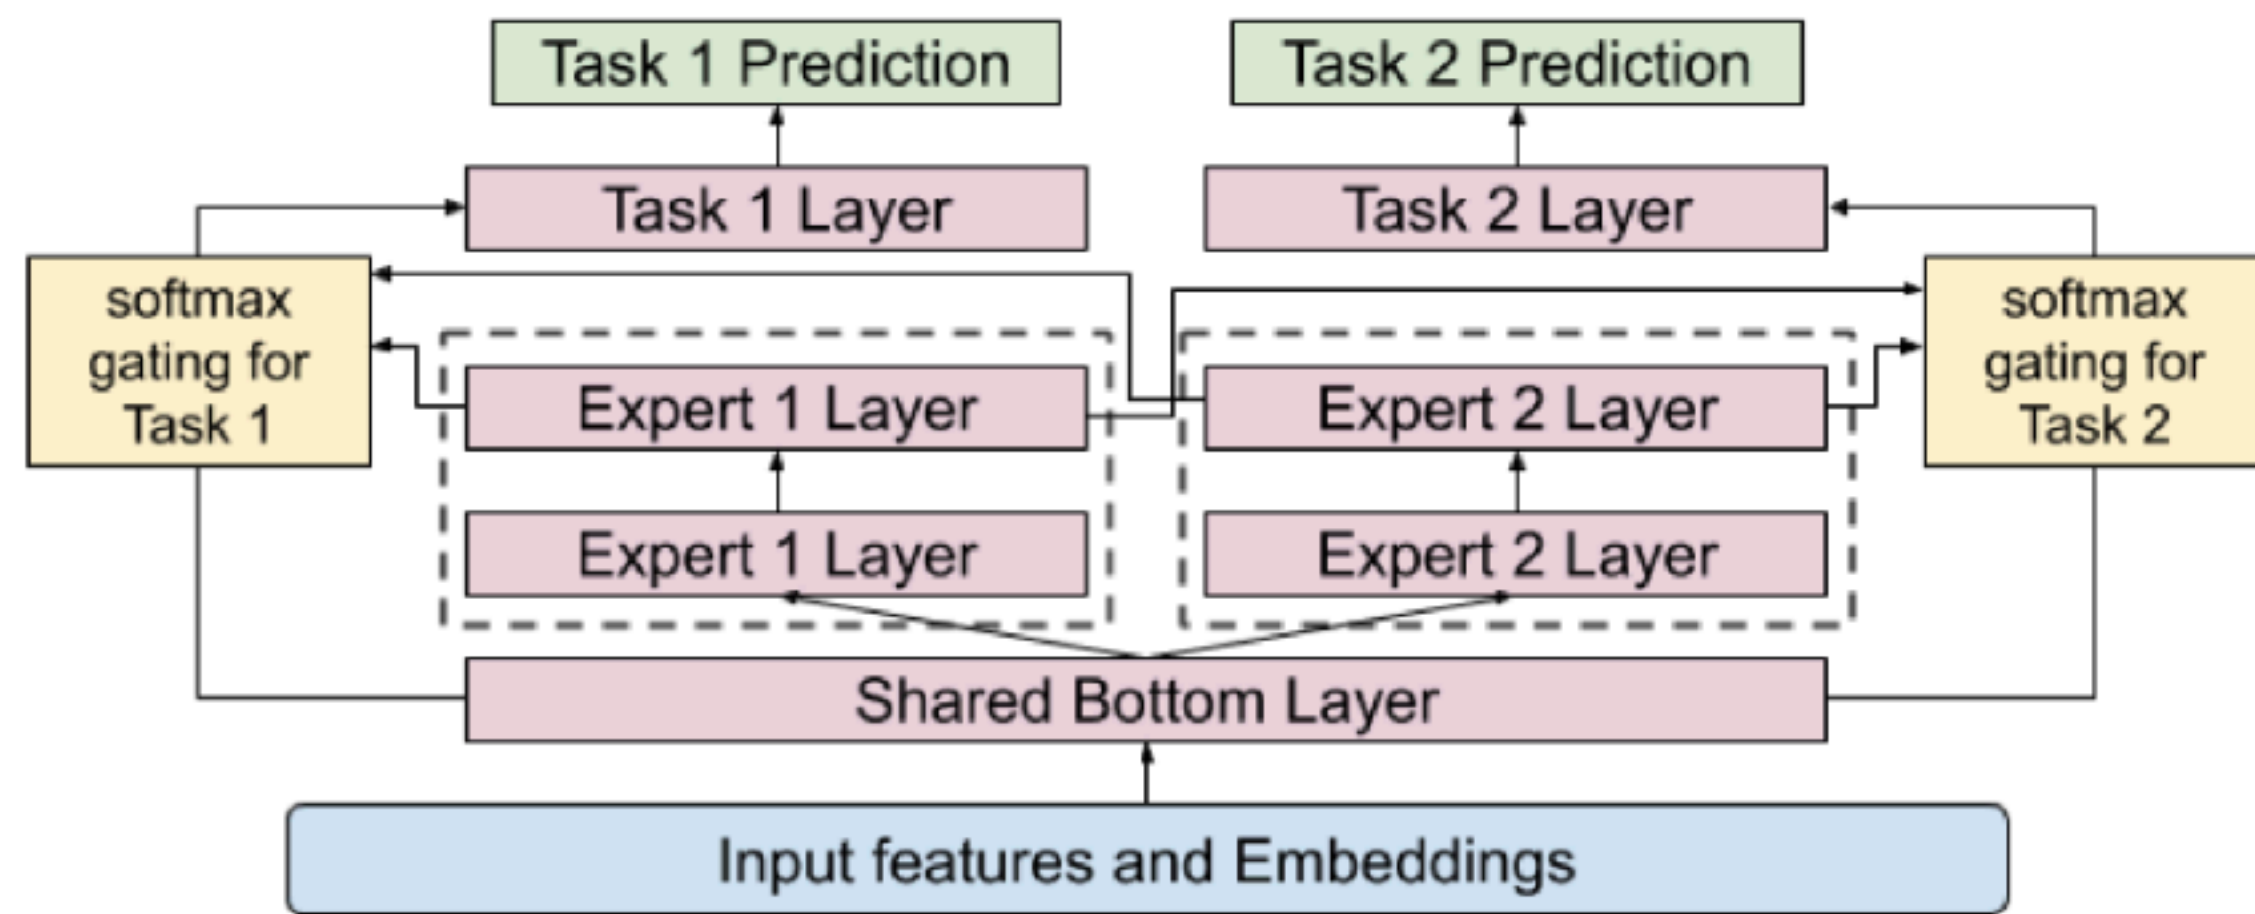 Task 1 Prediction
Task 2 Prediction
Task 1 Layer
Task 2 Layer
softmax
gating for
Task 1
softmax
gating for
Task 2
Expert 1 Layer
Expert 2 Layer
Expert 1 Layer
Expert 2 Layer
Shared Bottom Layer
Input features and Embeddings